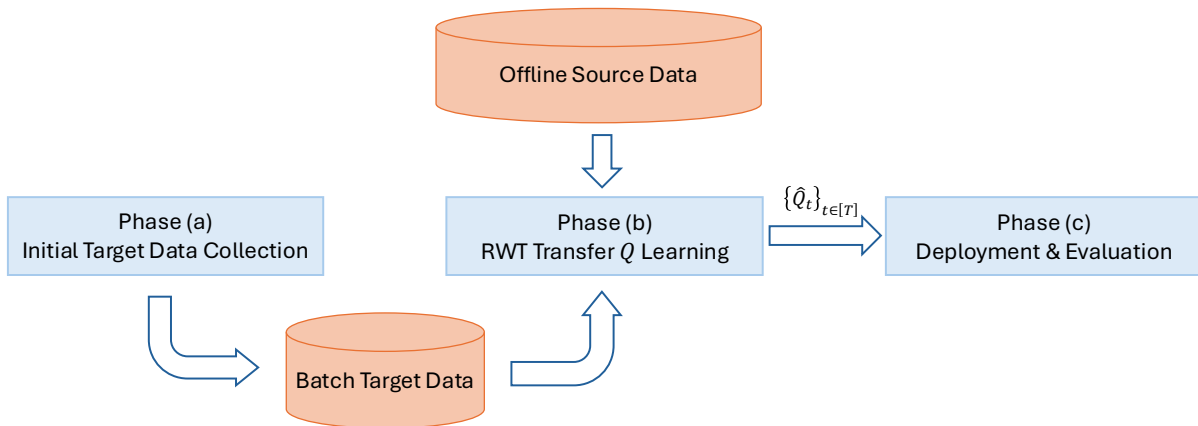 Offline Source Data
Phase (a)
Initial Target Data Collection
Phase (b)
RWT Transfer Q Learning
{Q̂_t}_{t∈[T]}
Phase (c)
Deployment & Evaluation
Batch Target Data